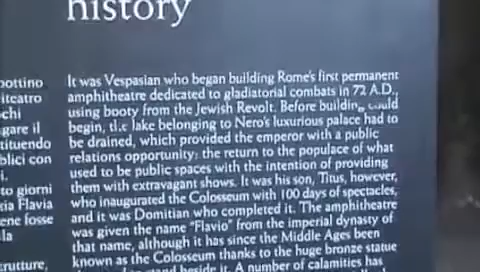 history
pottino
iteatro
chi
gare il
tituendo
blici con
i.
to giorni
tia Flavia
ene fosse
la
trutture,
It was Vespasian who began building Rome's first permanent
amphitheatre dedicated to gladiatorial combats in 72 A.D.,
using booty from the Jewish Revolt. Before building could
begin, the lake belonging to Nero's luxurious palace had to
be drained, which provided the emperor with a public
relations opportunity: the return to the populace of what
used to be public spaces with the intention of providing
them with extravagant shows. It was his son, Titus, however,
who inaugurated the Colosseum with 100 days of spectacles,
and it was Domitian who completed it. The amphitheatre
was given the name "Flavio" from the imperial dynasty of
that name, although it has since the Middle Ages been
known as the Colosseum thanks to the huge bronze statue
stand beside it. A number of calamities has